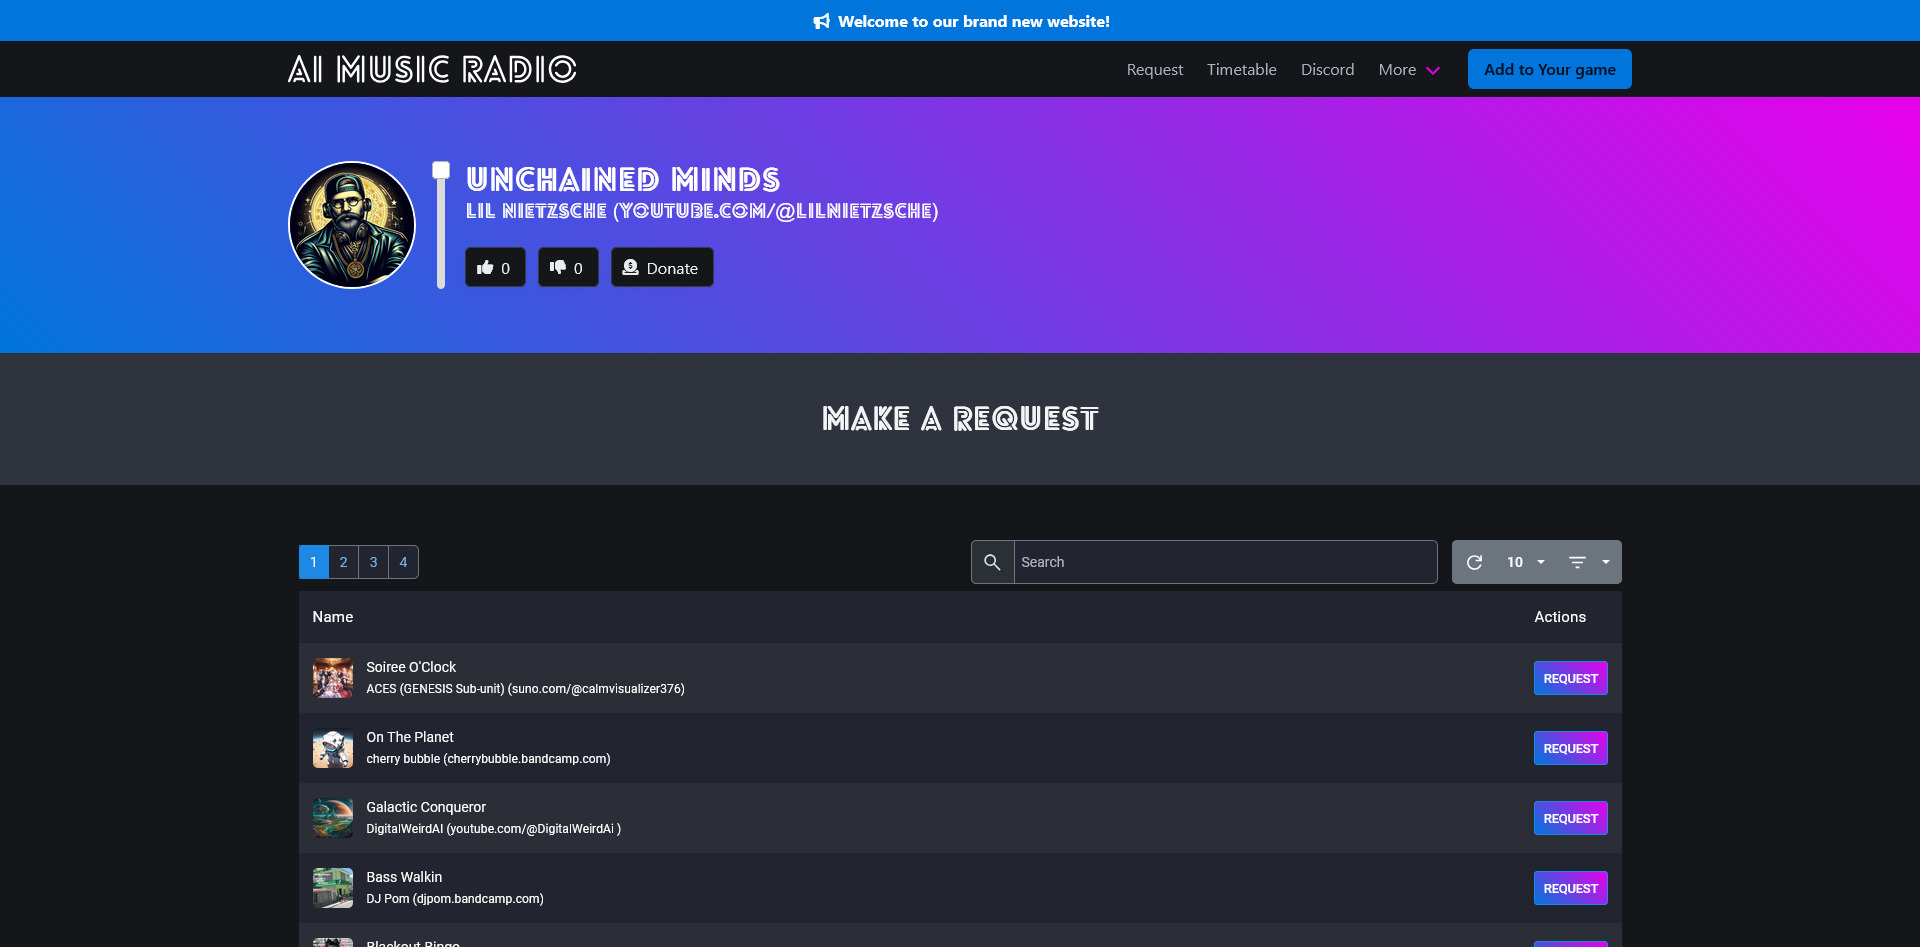 Welcome to our brand new website!
AI MUSIC RADIO
Request
Timetable
Discord
More
Add to Your game
UNCHAINED MINDS
LIL NIETZSCHE (YOUTUBE.COM/@LILNIETZSCHE)
0
0
Donate
MAKE A REQUEST
1
2
3
4
Search
10
Name
Actions
Soiree O'Clock
ACES (GENESIS Sub-unit) (suno.com/@calmvisualizer376)
REQUEST
On The Planet
cherry bubble (cherrybubble.bandcamp.com)
REQUEST
Galactic Conqueror
DigitalWeirdAI (youtube.com/@DigitalWeirdAi )
REQUEST
Bass Walkin
DJ Pom (djpom.bandcamp.com)
REQUEST
Blackout Bingo